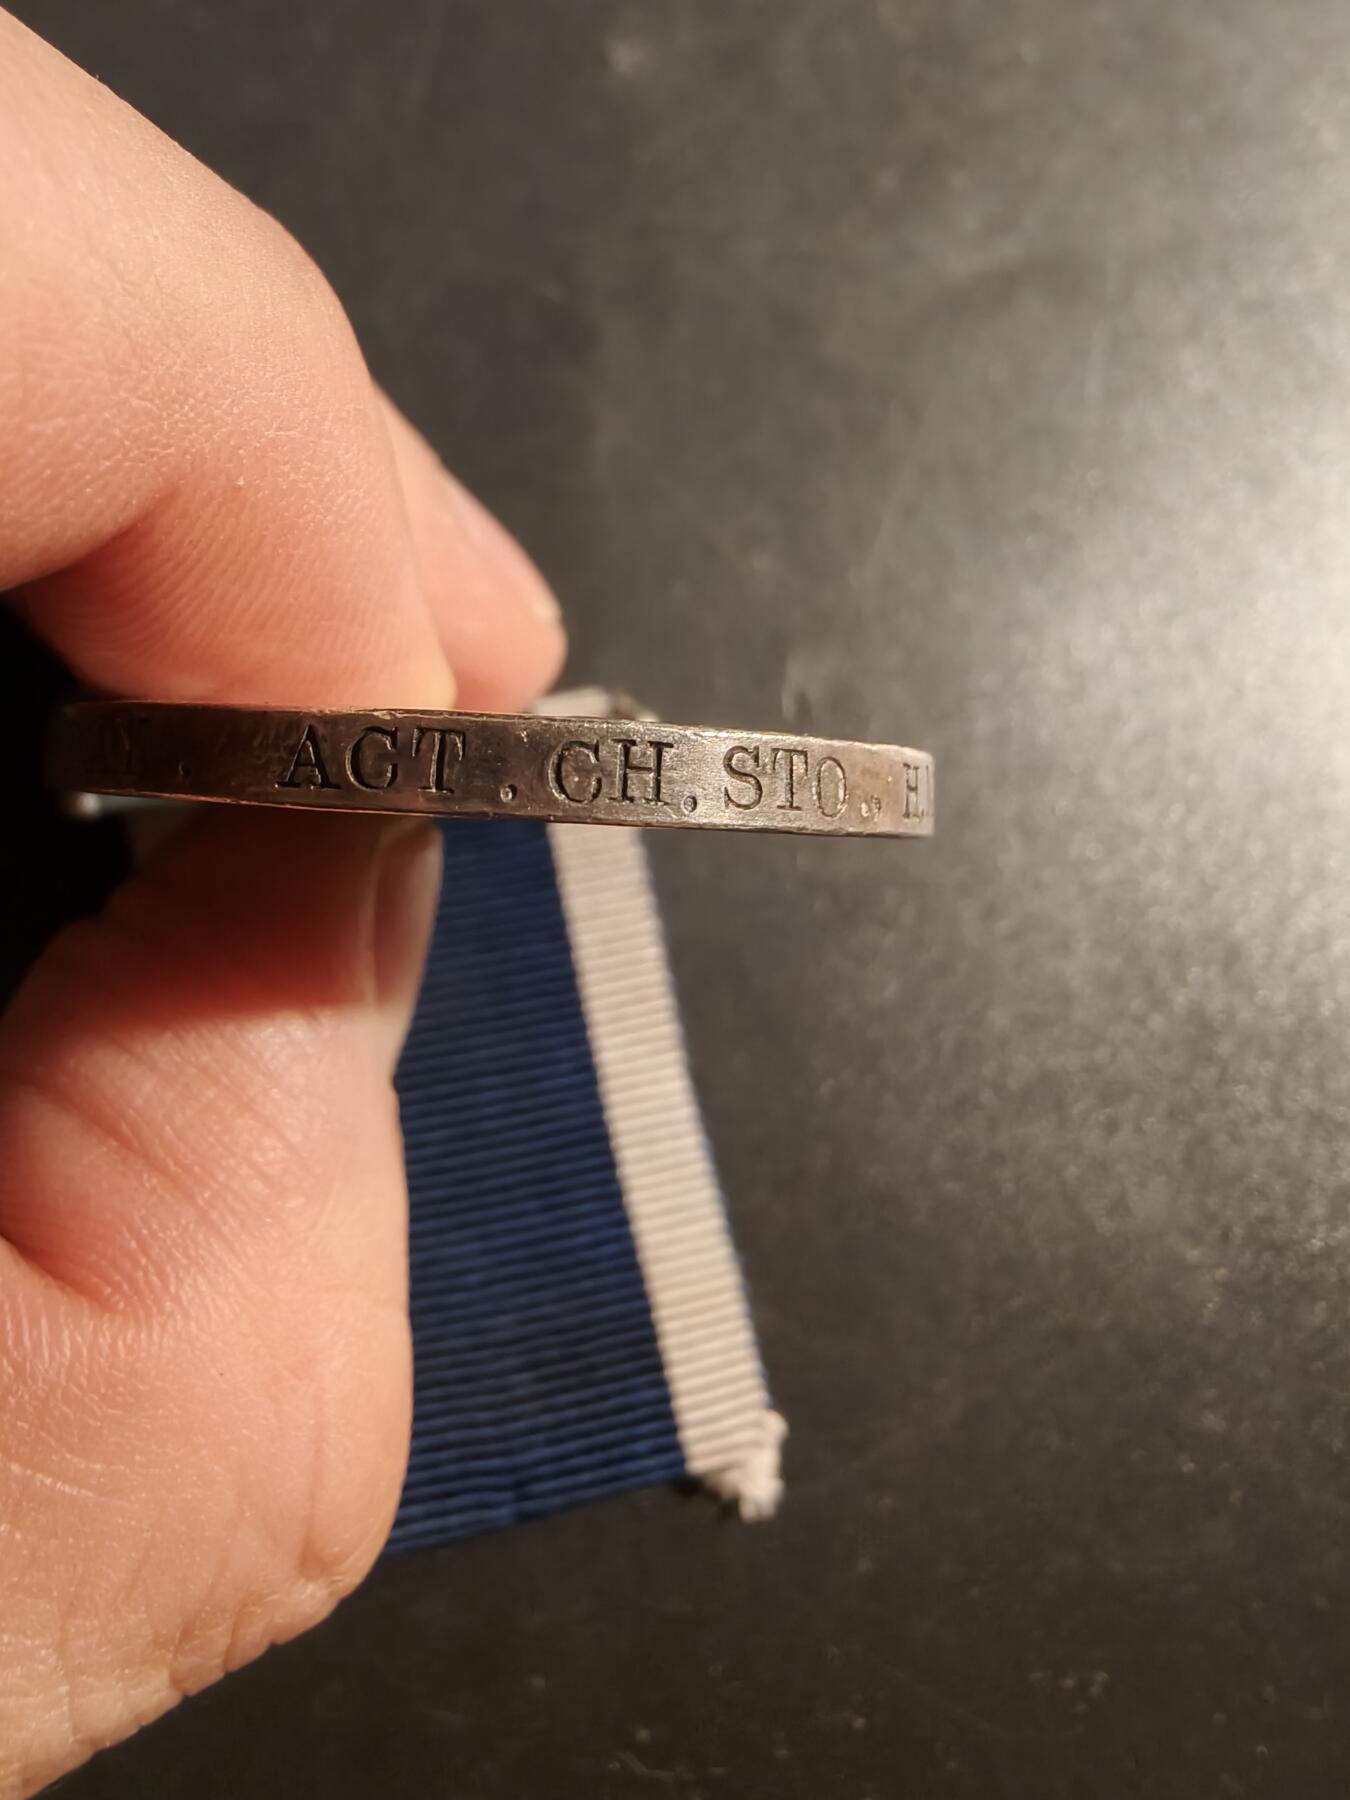 ACT . CH. STO . H.